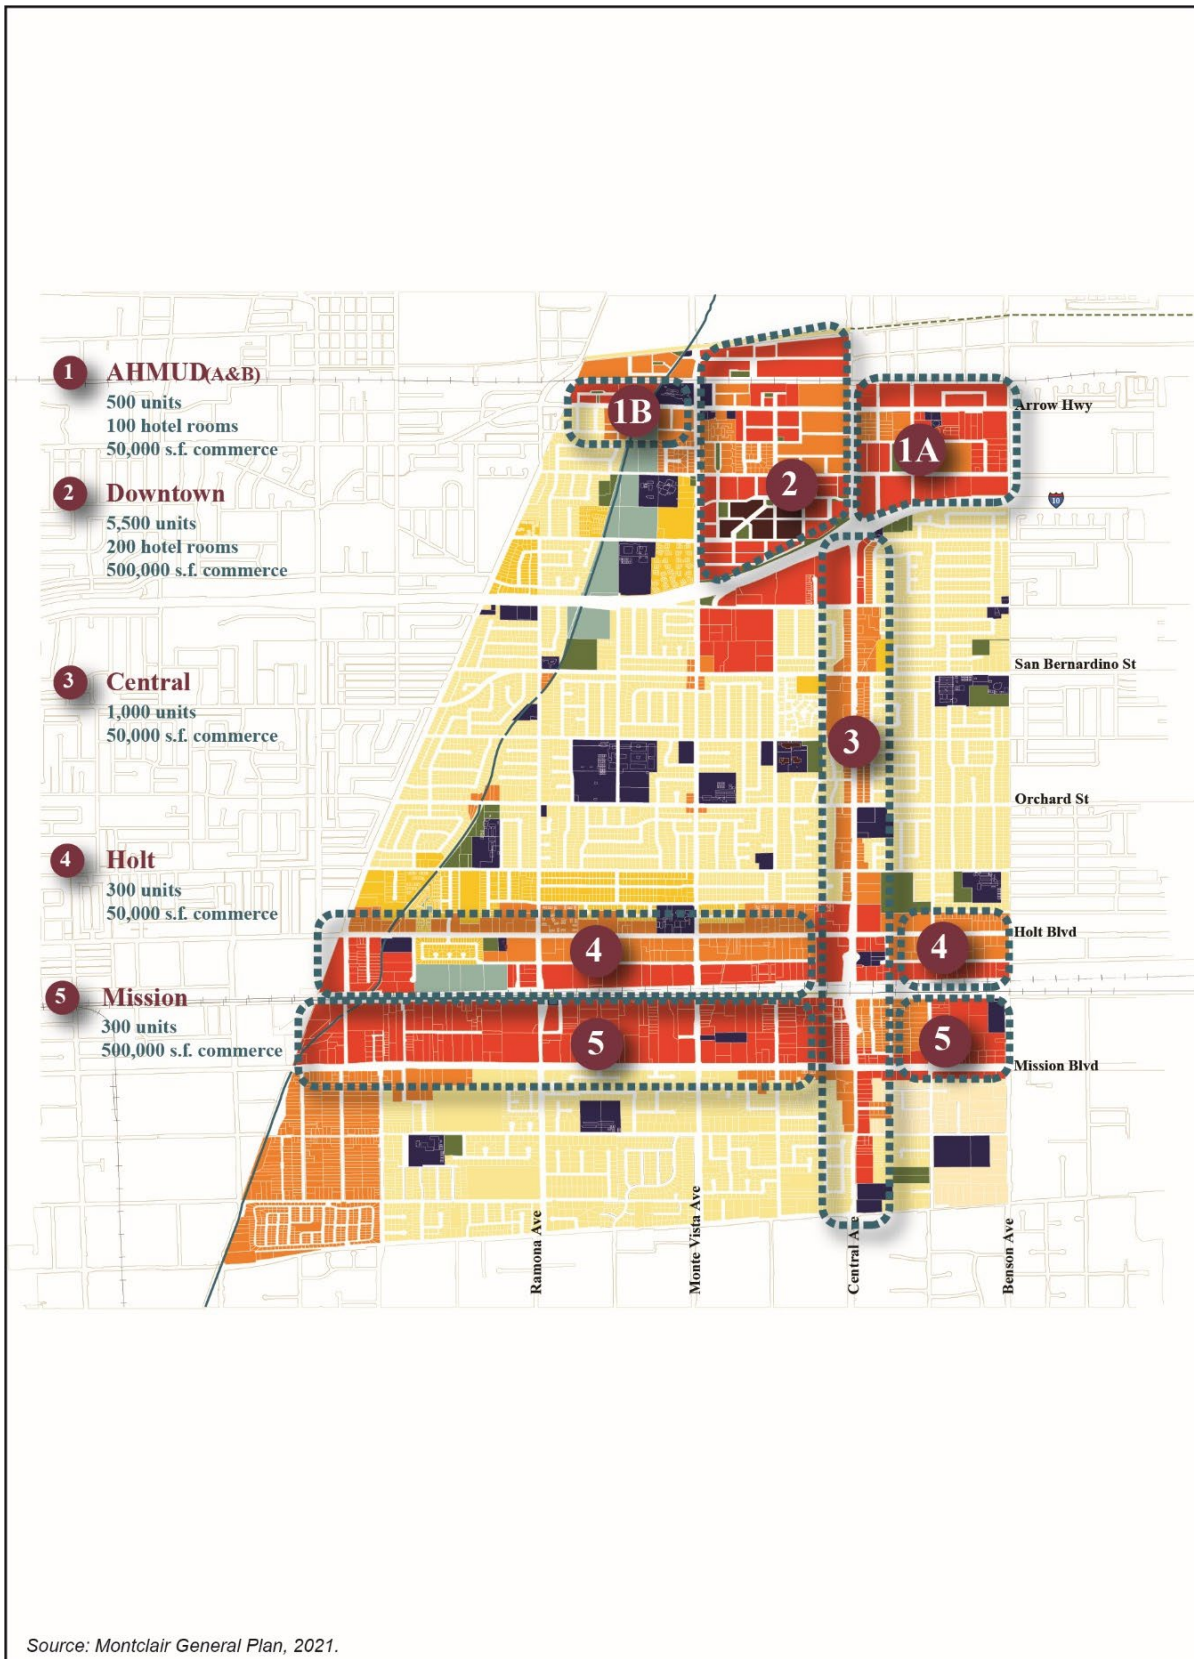 1 AHMUD(A&B)
500 units
100 hotel rooms
50,000 s.f. commerce
2 Downtown
5,500 units
200 hotel rooms
500,000 s.f. commerce
3 Central
1,000 units
50,000 s.f. commerce
4 Holt
300 units
50,000 s.f. commerce
5 Mission
300 units
500,000 s.f. commerce
1B
1A
2
3
4
4
5
5
Arrow Hwy
10
San Bernardino St
Orchard St
Holt Blvd
Mission Blvd
Ramona Ave
Monte Vista Ave
Central Ave
Benson Ave
Source: Montclair General Plan, 2021.